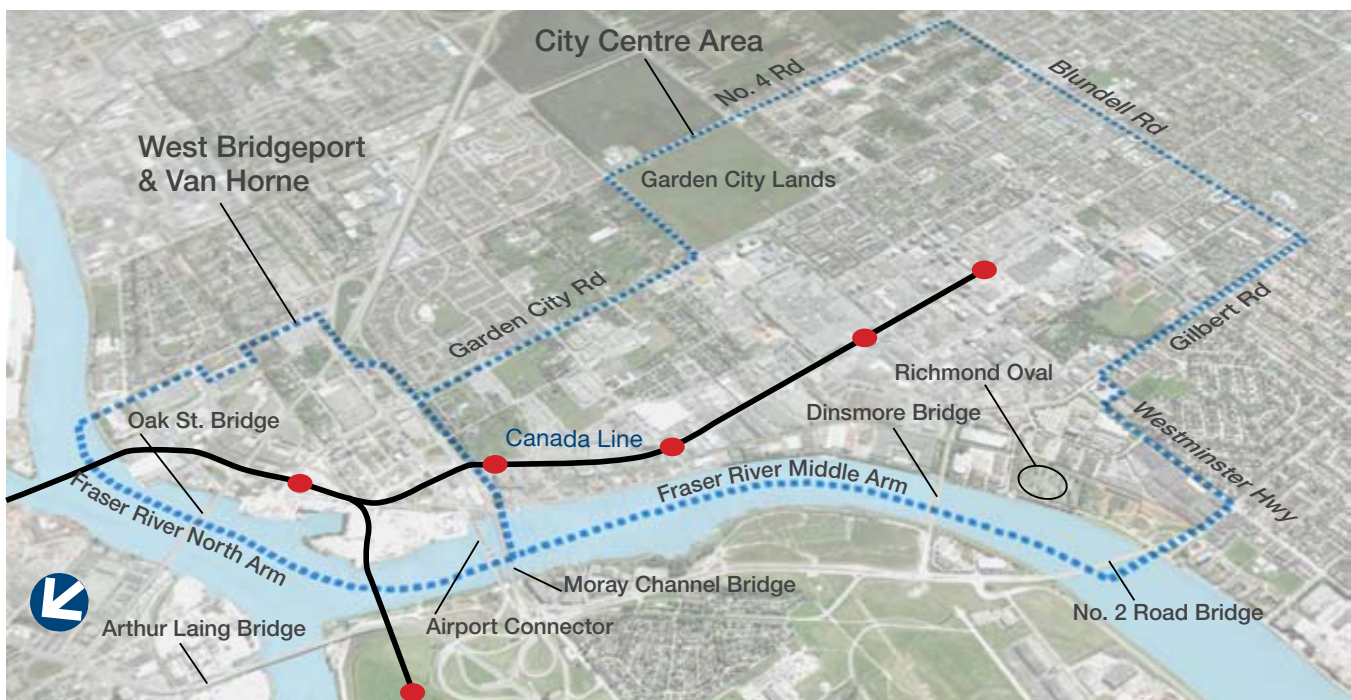 City Centre Area
No. 4 Rd
Blundell Rd
West Bridgeport
& Van Horne
Garden City Lands
Garden City Rd
Gilbert Rd
Richmond Oval
Dinsmore Bridge
Oak St. Bridge
Canada Line
Westminster Hwy
Fraser River Middle Arm
Fraser River North Arm
Moray Channel Bridge
No. 2 Road Bridge
Arthur Laing Bridge
Airport Connector